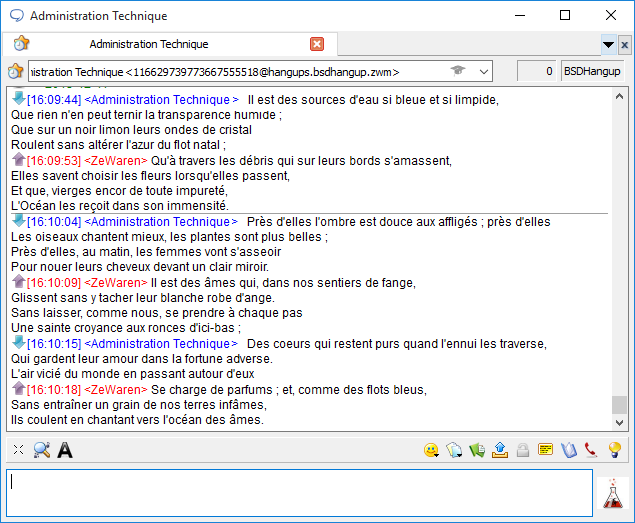 Administration Technique
Administration Technique
nistration Technique <116629739773667555518@hangups.bsdhangup.zwm>
0
BSDHangup
[16:09:44] <Administration Technique> Il est des sources d'eau si bleue et si limpide,
Que rien n'en peut ternir la transparence humide ;
Que sur un noir limon leurs ondes de cristal
Roulent sans altérer l'azur du flot natal ;
[16:09:53] <ZeWaren> Qu'à travers les débris qui sur leurs bords s'amassent,
Elles savent choisir les fleurs lorsqu'elles passent,
Et que, vierges encor de toute impureté,
L'Océan les reçoit dans son immensité.
[16:10:04] <Administration Technique> Près d'elles l'ombre est douce aux affligés ; près d'elles
Les oiseaux chantent mieux, les plantes sont plus belles ;
Près d'elles, au matin, les femmes vont s'asseoir
Pour nouer leurs cheveux devant un clair miroir.
[16:10:09] <ZeWaren> Il est des âmes qui, dans nos sentiers de fange,
Glissent sans y tacher leur blanche robe d'ange.
Sans laisser, comme nous, se prendre à chaque pas
Une sainte croyance aux ronces d'ici-bas ;
[16:10:15] <Administration Technique> Des coeurs qui restent purs quand l'ennui les traverse,
Qui gardent leur amour dans la fortune adverse.
L'air vicié du monde en passant autour d'eux
[16:10:18] <ZeWaren> Se charge de parfums ; et, comme des flots bleus,
Sans entraîner un grain de nos terres infâmes,
Ils coulent en chantant vers l'océan des âmes.
A